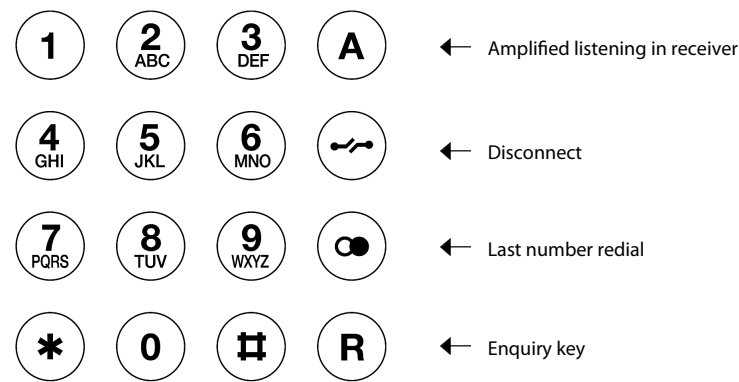 1 2 3 A Amplified listening in receiver
ABC DEF
4 5 6 Disconnect
GHI JKL MNO
7 8 9 Last number redial
PQRS TUV WXYZ
* 0 # R Enquiry key